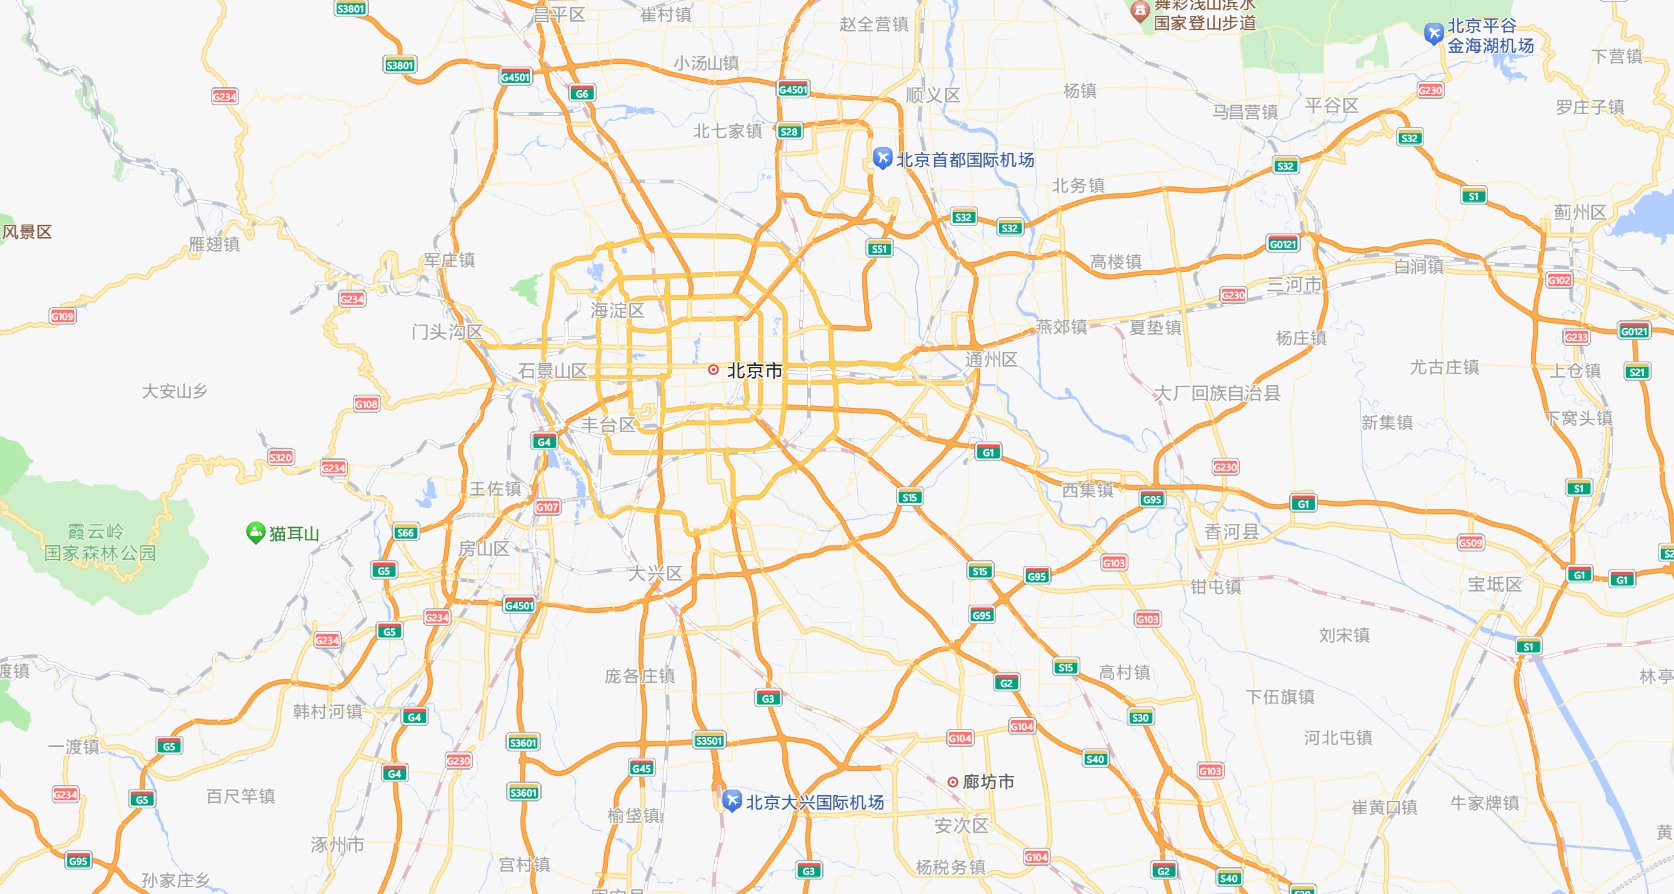 S3801
昌平区
崔村镇
赵全营镇
舞彩浅山滨水
国家登山步道
北京平谷
金海湖机场
下营镇
S3801
G4501
小汤山镇
G6
G4501
顺义区
杨镇
G230
马昌营镇
平谷区
罗庄子镇
G234
北七家镇
S28
S32
北京首都国际机场
S32
北务镇
S1
蓟州区
风景区
雁翅镇
军庄镇
S32
S32
S51
G0121
高楼镇
白涧镇
G102
三河市
G230
G234
G109
海淀区
门头沟区
燕郊镇
夏垫镇
杨庄镇
G233
G0121
石景山区
北京市
通州区
尤古庄镇
上仓镇
S21
大安山乡
大厂回族自治县
G108
丰台区
新集镇
下窝头镇
G4
G1
S320
G234
G230
王佐镇
S15
西集镇
G95
G1
S1
G107
霞云岭
国家森林公园
猫耳山
S66
香河县
G509
房山区
G5
大兴区
S15
G95
G103
钳屯镇
宝坻区
G1
G1
G4501
G234
G95
G103
G5
G234
刘宋镇
S1
渡镇
庞各庄镇
S15
高村镇
G2
林亭
G3
下伍旗镇
韩村河镇
G4
S30
G104
G104
一渡镇
G5
S3601
S3501
河北屯镇
G230
S40
G45
G4
G103
廊坊市
G234
G5
百尺竿镇
S3601
北京大兴国际机场
崔黄口镇
牛家牌镇
榆垡镇
安次区
黄
涿州市
G95
宫村镇
杨税务镇
G104
G3
G2
S40
孙家庄乡